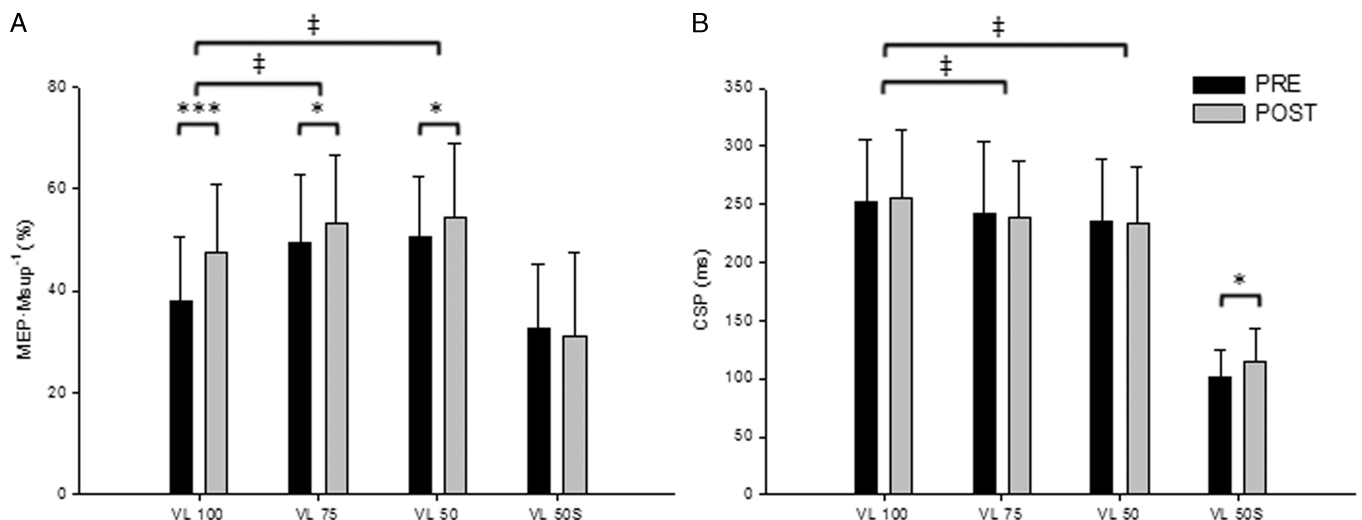 A
‡
‡
80
60
40
20
0
MEP·Msup⁻¹ (%)
***
*
*
VL 100
VL 75
VL 50
VL 50S
B
‡
‡
PRE
POST
350
300
250
200
150
100
50
0
CSP (ms)
*
VL 100
VL 75
VL 50
VL 50S